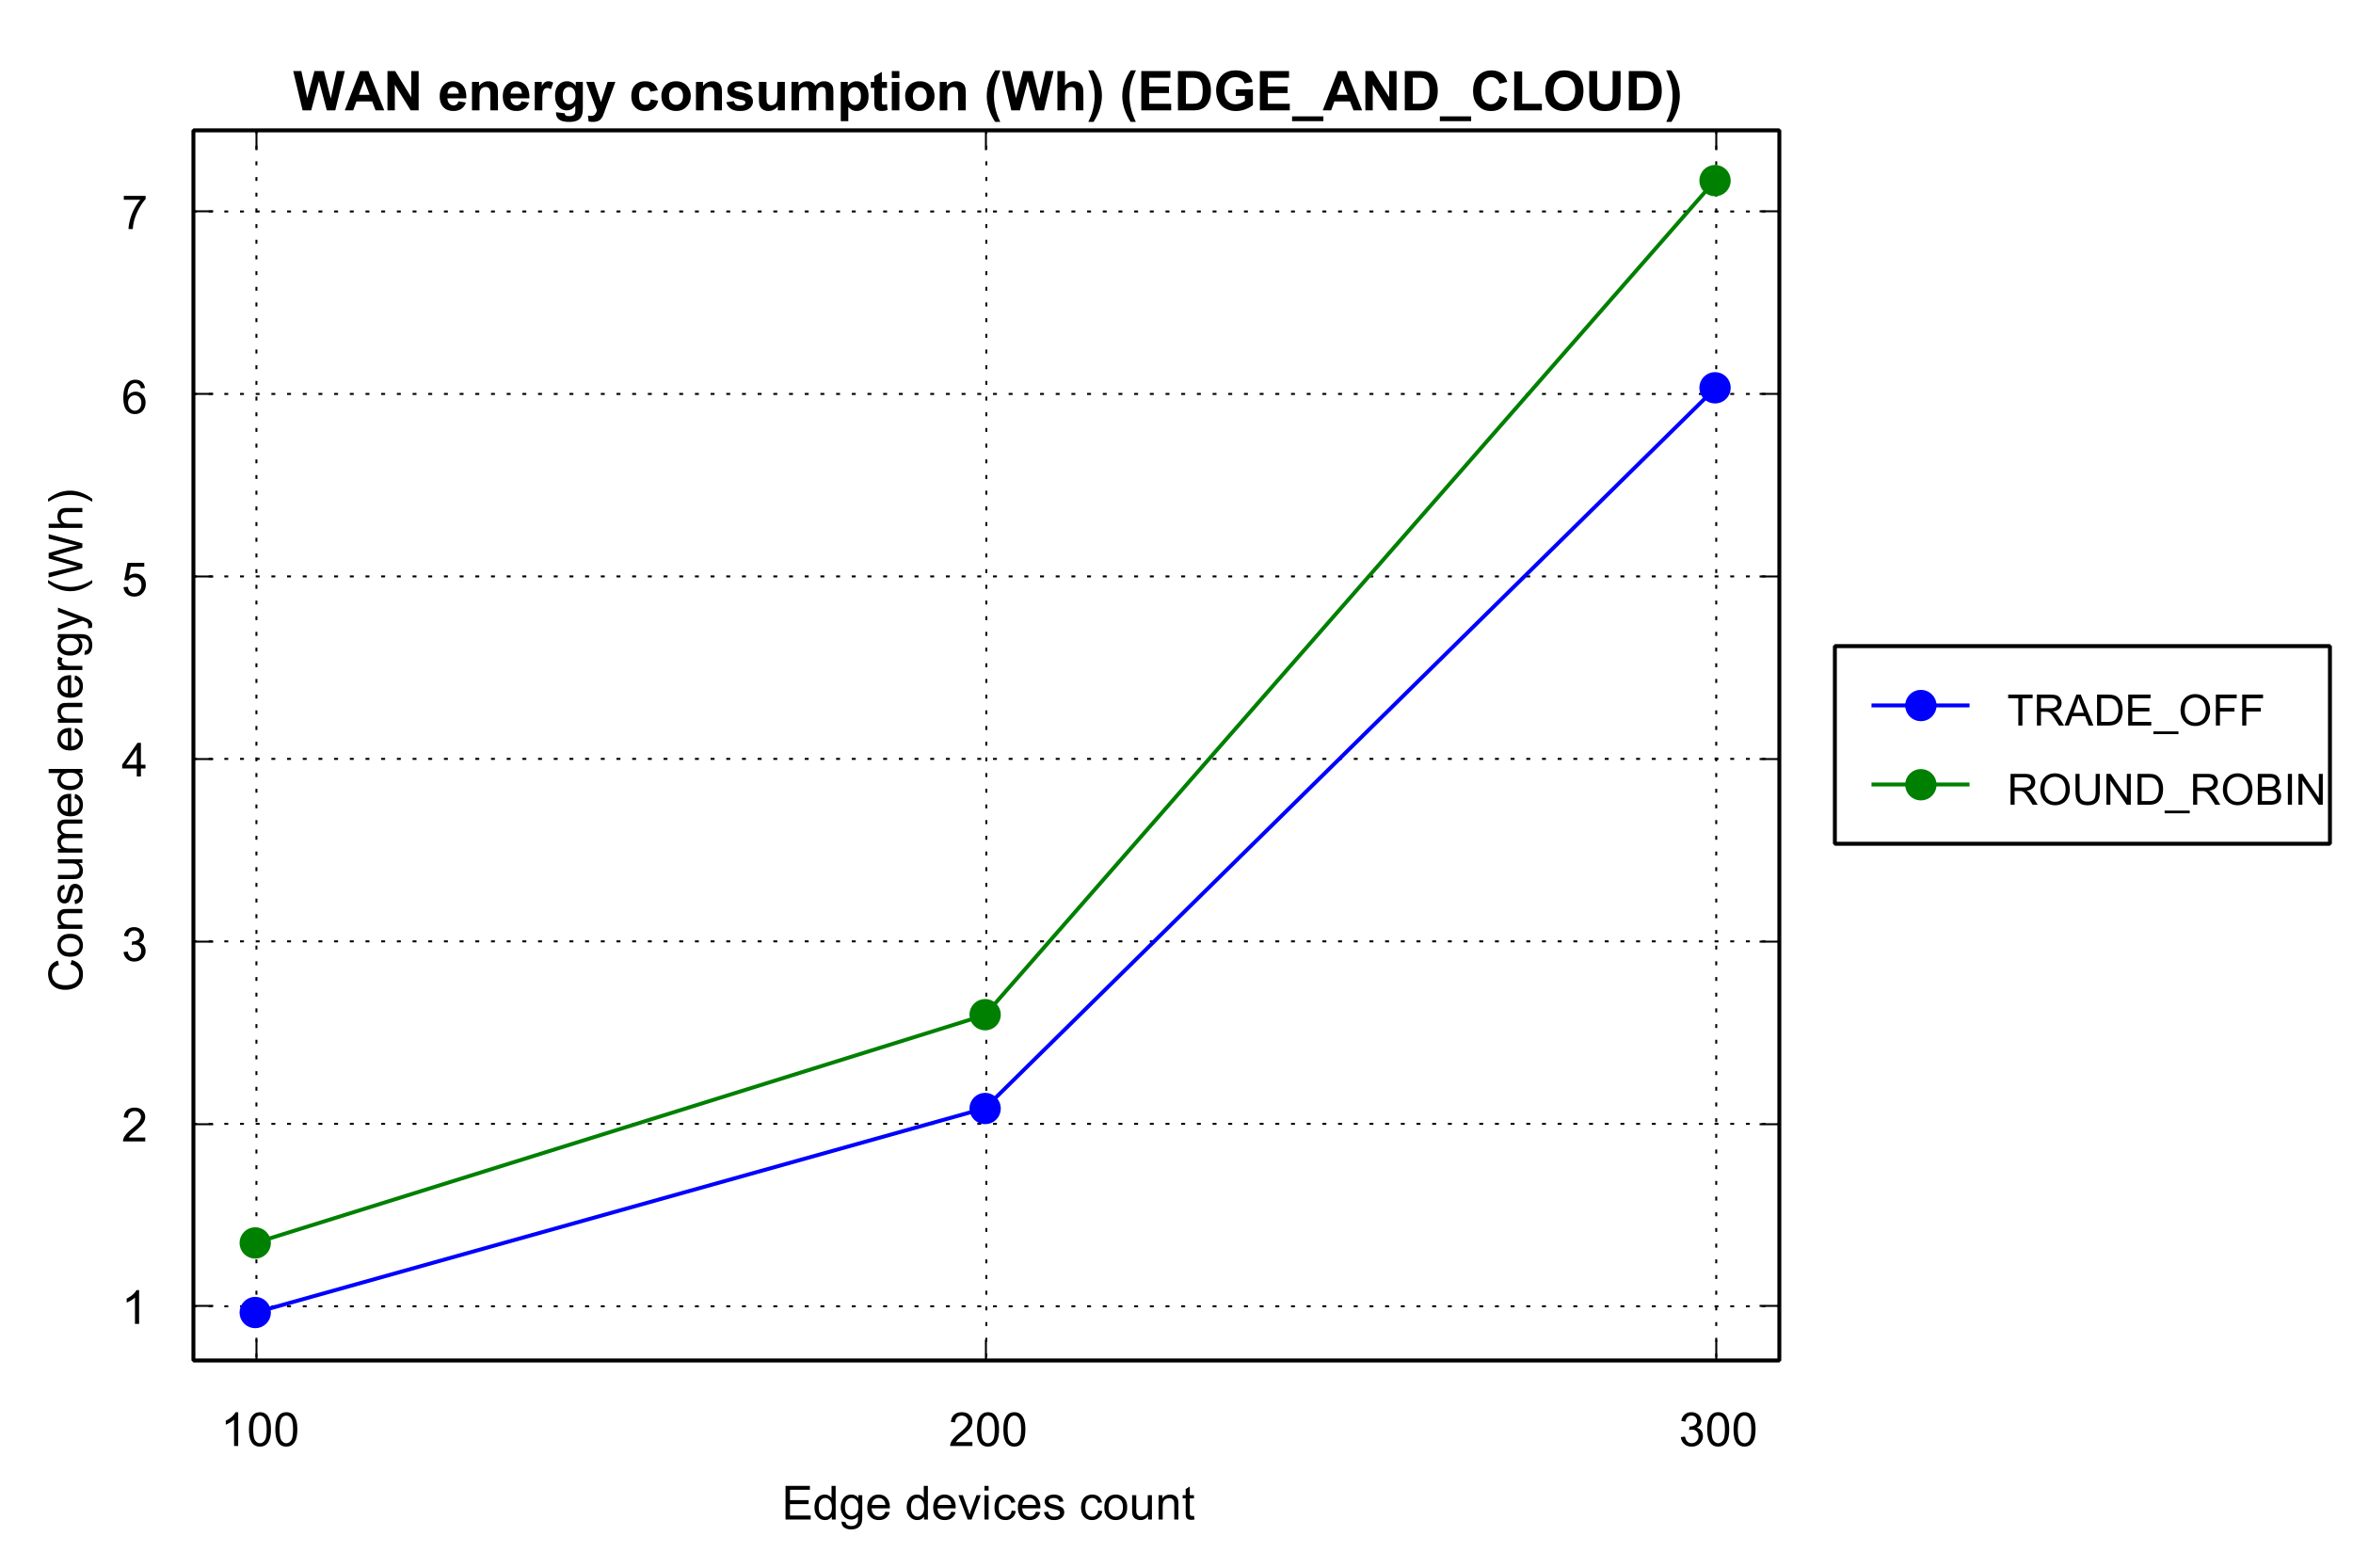 WAN energy consumption (Wh) (EDGE_AND_CLOUD)
7
6
5
4
3
2
1
Consumed energy (Wh)
100 200 300
Edge devices count
TRADE_OFF
ROUND_ROBIN